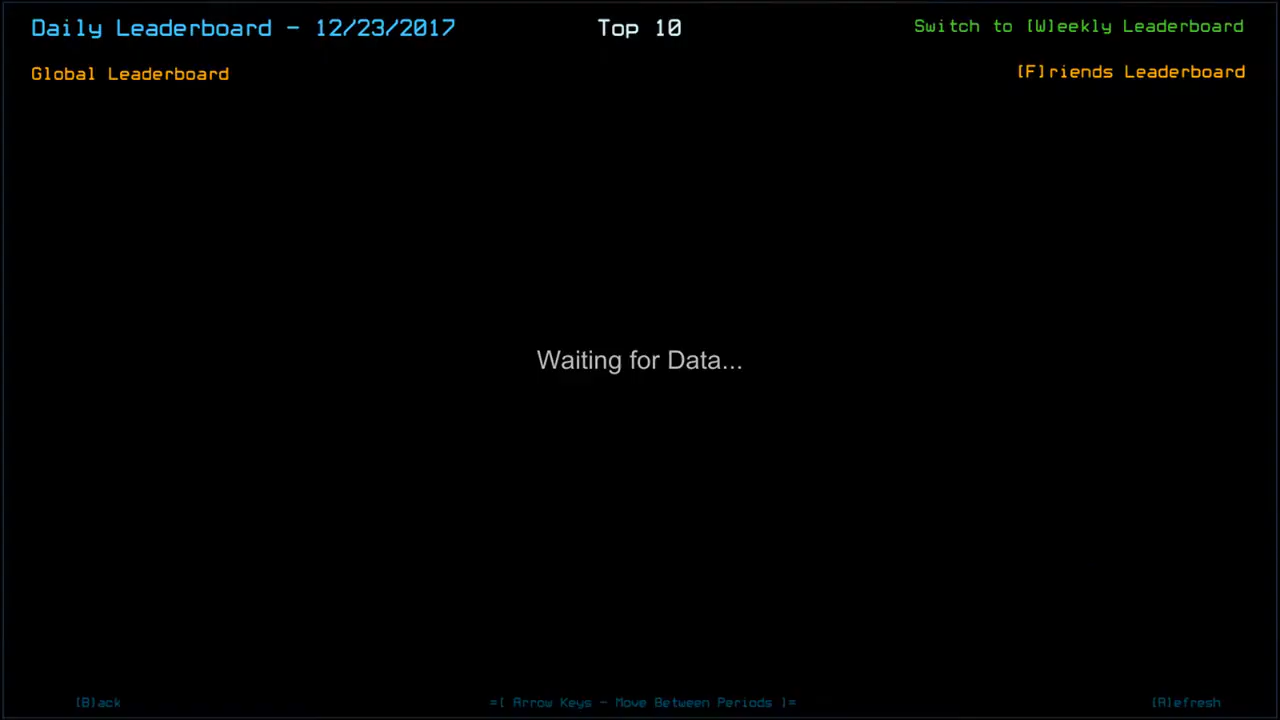 Daily Leaderboard - 12/23/2017
Top 10
Switch to [W]eekly Leaderboard
Global Leaderboard
[F]riends Leaderboard
Waiting for Data...
[B]ack
=[ Arrow Keys - Move Between Periods ]=
[R]efresh